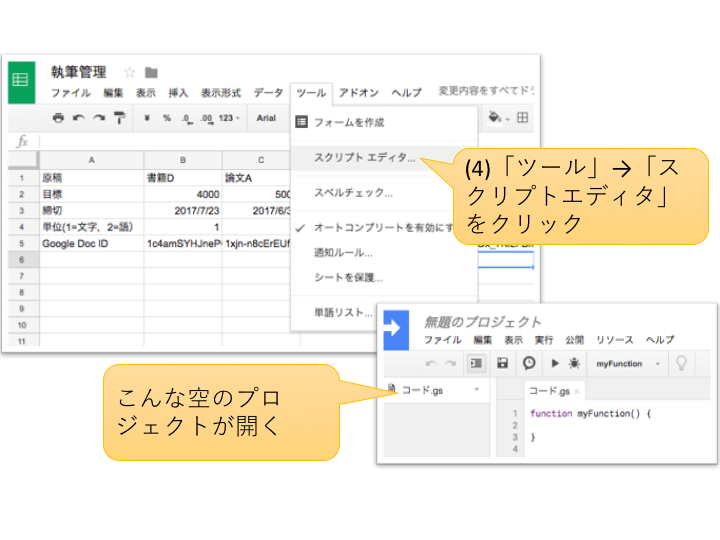 執筆管理
ファイル 編集 表示 挿入 表示形式 データ ツール アドオン ヘルプ 変更内容をすべてドラ
¥ % .0 .00 123 Arial
フォームを作成
fx
スクリプト エディタ...
(4)「ツール」→「ス
クリプトエディタ」
をクリック
A B C
1 原稿 書籍D 論文A
2 目標 4000 500
3 締切 2017/7/23 2017/6/3
4 単位(1=文字，2=語) 1
5 Google Doc ID 1c4amSYHJneP 1xjn-n8cErEUf
6
7
8
9
10
11
スペルチェック...
✓ オートコンプリートを有効にす
通知ルール...
シートを保護...
単語リスト...
無題のプロジェクト
ファイル 編集 表示 実行 公開 リソース ヘルプ
myFunction
コード.gs
コード.gs ×
1 function myFunction() {
2
3 }
4
こんな空のプロ
ジェクトが開く